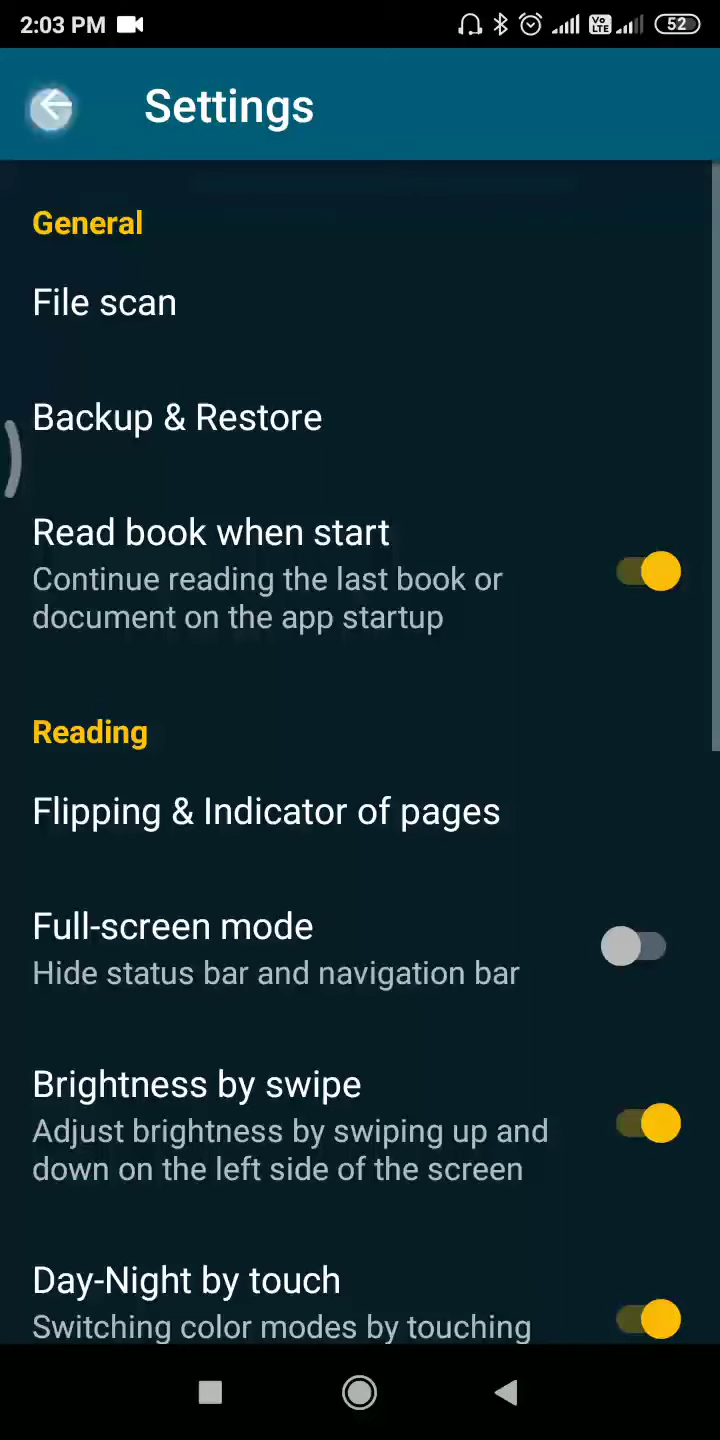 2:03 PM
Vo LTE
52
Settings
General
File scan
Backup & Restore
Read book when start
Continue reading the last book or
document on the app startup
Reading
Flipping & Indicator of pages
Full-screen mode
Hide status bar and navigation bar
Brightness by swipe
Adjust brightness by swiping up and
down on the left side of the screen
Day-Night by touch
Switching color modes by touching